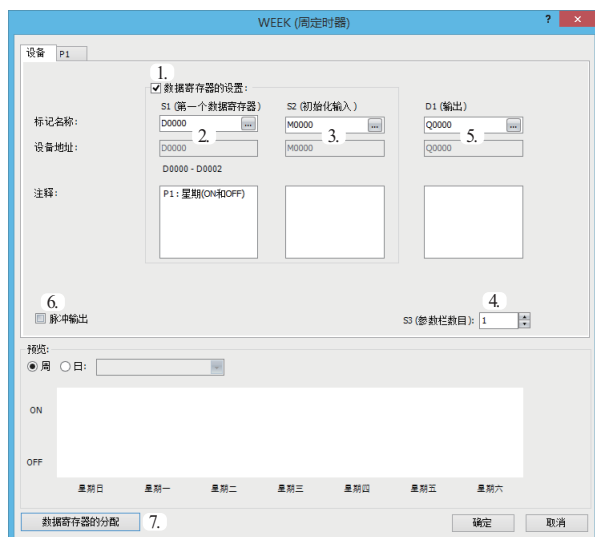 WEEK (周定时器)
? ×
设备 P1
1.
数据寄存器的设置:
S1 (第一个数据寄存器) S2 (初始化输入) D1 (输出)
标记名称: D0000 ... M0000 ... Q0000 ...
2. 3. 5.
设备地址: D0000 M0000 Q0000
D0000 - D0002
注释: P1 : 星期(ON和OFF)
6. 4.
脉冲输出 S3 (参数栏数目): 1
预览:
周 日:
ON
OFF
星期日 星期一 星期二 星期三 星期四 星期五 星期六
数据寄存器的分配 7. 确定 取消